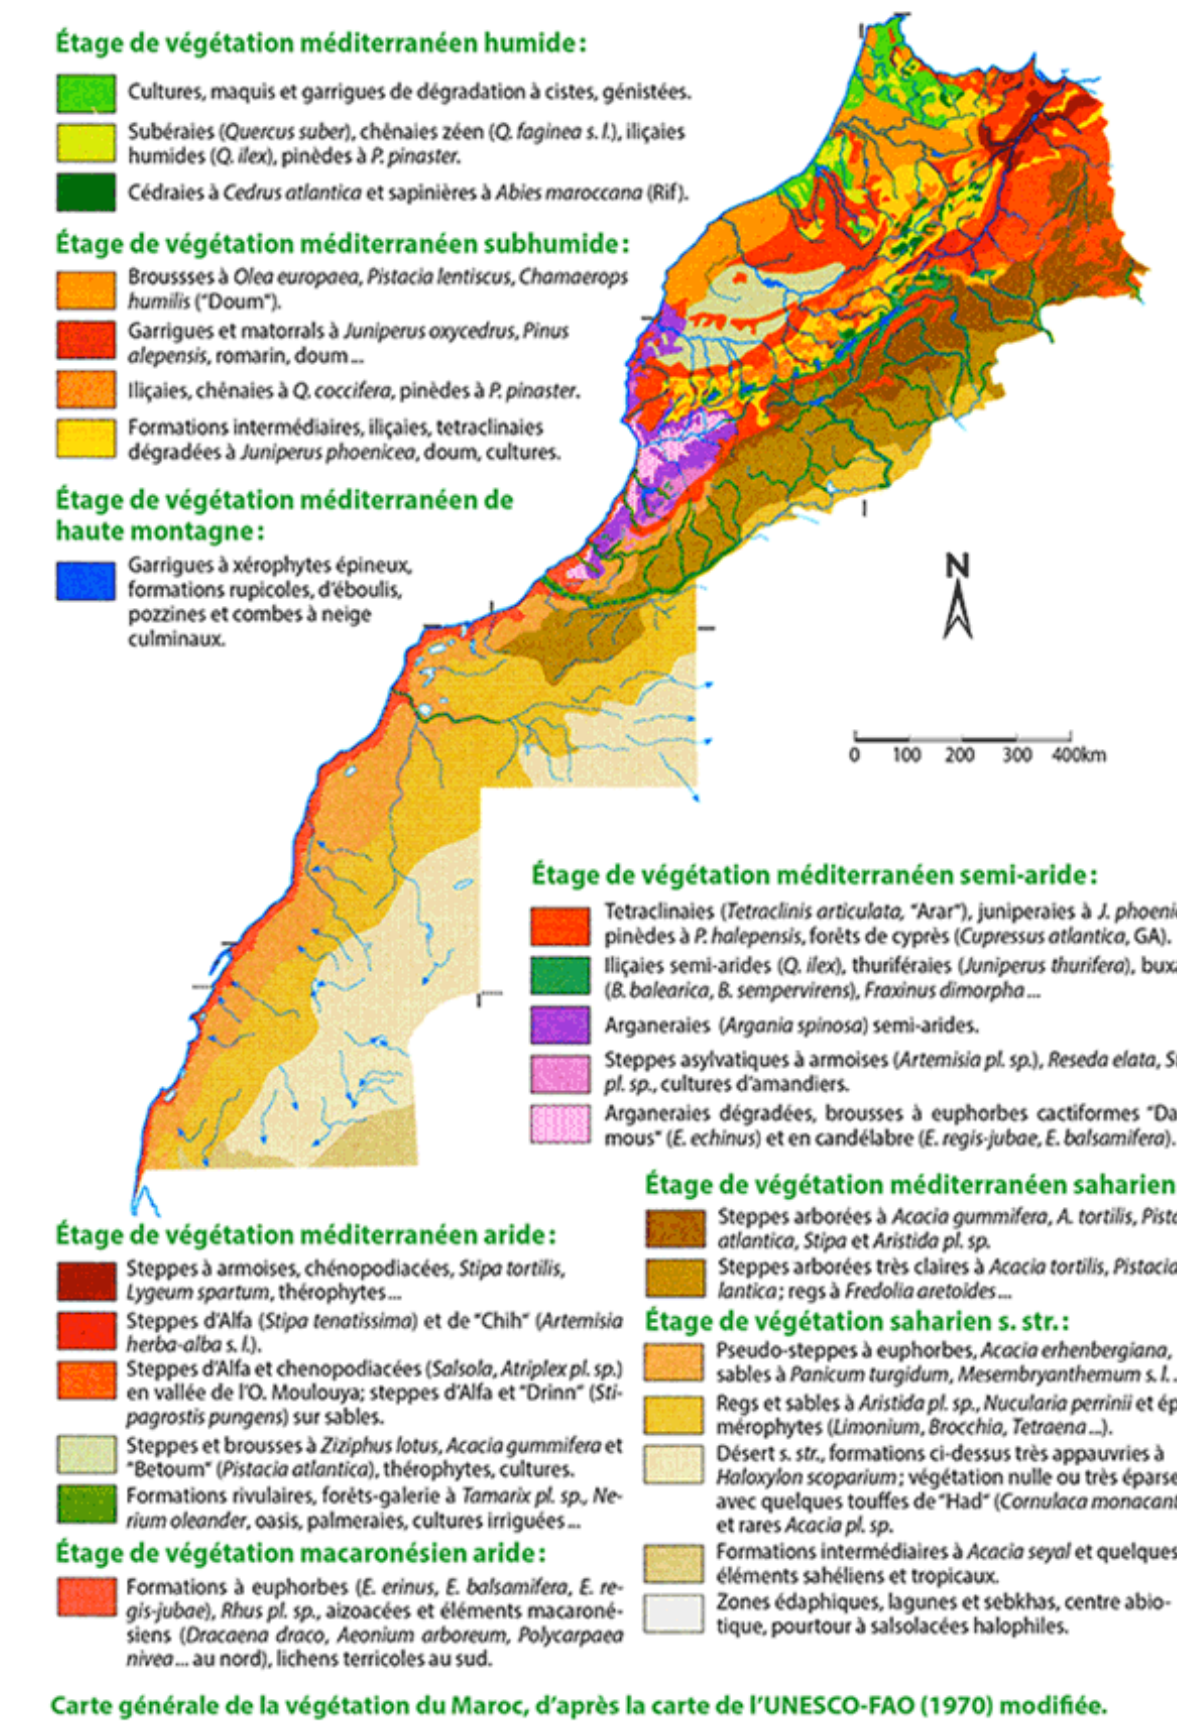 Étage de végétation méditerranéen humide :
Cultures, maquis et garrigues de dégradation à cistes, génistées.
Subéraies (Quercus suber), chênaies zéen (Q. faginea s. l.), iliçaies
humides (Q. ilex), pinèdes à P. pinaster.
Cédraies à Cedrus atlantica et sapinières à Abies maroccana (Rif).
Étage de végétation méditerranéen subhumide :
Broussses à Olea europaea, Pistacia lentiscus, Chamaerops
humilis ("Doum").
Garrigues et matorrals à Juniperus oxycedrus, Pinus
alepensis, romarin, doum ...
Iliçaies, chênaies à Q. coccifera, pinèdes à P. pinaster.
Formations intermédiaires, iliçaies, tetraclinaies
dégradées à Juniperus phoenicea, doum, cultures.
Étage de végétation méditerranéen de
haute montagne :
Garrigues à xérophytes épineux,
formations rupicoles, d'éboulis,
pozzines et combes à neige
culminaux.
N
0 100 200 300 400km
Étage de végétation méditerranéen semi-aride :
Tetraclinaies (Tetraclinis articulata, "Arar"), juniperaies à J. phoeni
pinèdes à P. halepensis, forêts de cyprès (Cupressus atlantica, GA).
Iliçaies semi-arides (Q. ilex), thuriféraies (Juniperus thurifera), bux
(B. balearica, B. sempervirens), Fraxinus dimorpha ...
Arganeraies (Argania spinosa) semi-arides.
Steppes asylvatiques à armoises (Artemisia pl. sp.), Reseda elata, S
pl. sp., cultures d'amandiers.
Arganeraies dégradées, brousses à euphorbes cactiformes "Da
mous" (E. echinus) et en candélabre (E. regis-jubae, E. balsamifera).
Étage de végétation méditerranéen saharien
Steppes arborées à Acacia gummifera, A. tortilis, Pist
atlantica, Stipa et Aristida pl. sp.
Steppes arborées très claires à Acacia tortilis, Pistacia
lantica ; regs à Fredolia aretoides ...
Étage de végétation saharien s. str. :
Pseudo-steppes à euphorbes, Acacia erhenbergiana,
sables à Panicum turgidum, Mesembryanthemum s. l. ..
Regs et sables à Aristida pl. sp., Nucularia perrinii et ép
mérophytes (Limonium, Brocchia, Tetraena ...).
Désert s. str., formations ci-dessus très appauvries à
Haloxylon scoparium ; végétation nulle ou très éparse
avec quelques touffes de "Had" (Cornulaca monacant
et rares Acacia pl. sp.
Formations intermédiaires à Acacia seyal et quelques
éléments sahéliens et tropicaux.
Zones édaphiques, lagunes et sebkhas, centre abio-
tique, pourtour à salsolacées halophiles.
Étage de végétation méditerranéen aride :
Steppes à armoises, chénopodiacées, Stipa tortilis,
Lygeum spartum, thérophytes ...
Steppes d'Alfa (Stipa tenatissima) et de "Chih" (Artemisia
herba-alba s. l.).
Steppes d'Alfa et chenopodiacées (Salsola, Atriplex pl. sp.)
en vallée de l'O. Moulouya; steppes d'Alfa et "Drinn" (Sti-
pagrostis pungens) sur sables.
Steppes et brousses à Ziziphus lotus, Acacia gummifera et
"Betoum" (Pistacia atlantica), thérophytes, cultures.
Formations rivulaires, forêts-galerie à Tamarix pl. sp., Ne-
rium oleander, oasis, palmeraies, cultures irriguées ...
Étage de végétation macaronésien aride :
Formations à euphorbes (E. erinus, E. balsamifera, E. re-
gis-jubae), Rhus pl. sp., aizoacées et éléments macaroné-
siens (Dracaena draco, Aeonium arboreum, Polycarpaea
nivea ... au nord), lichens terricoles au sud.
Carte générale de la végétation du Maroc, d'après la carte de l'UNESCO-FAO (1970) modifiée.